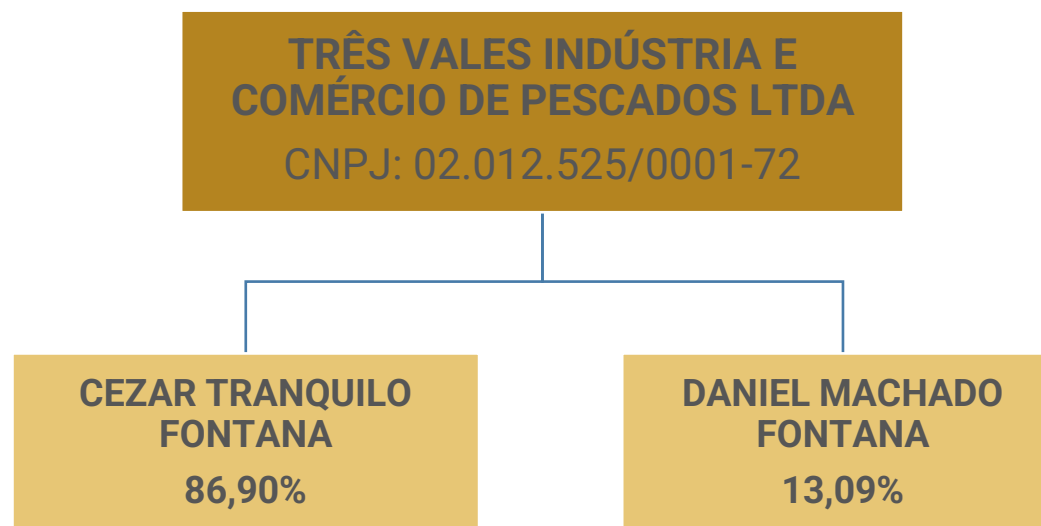 TRÊS VALES INDÚSTRIA E
COMÉRCIO DE PESCADOS LTDA
CNPJ: 02.012.525/0001-72
CEZAR TRANQUILO
FONTANA
86,90%
DANIEL MACHADO
FONTANA
13,09%